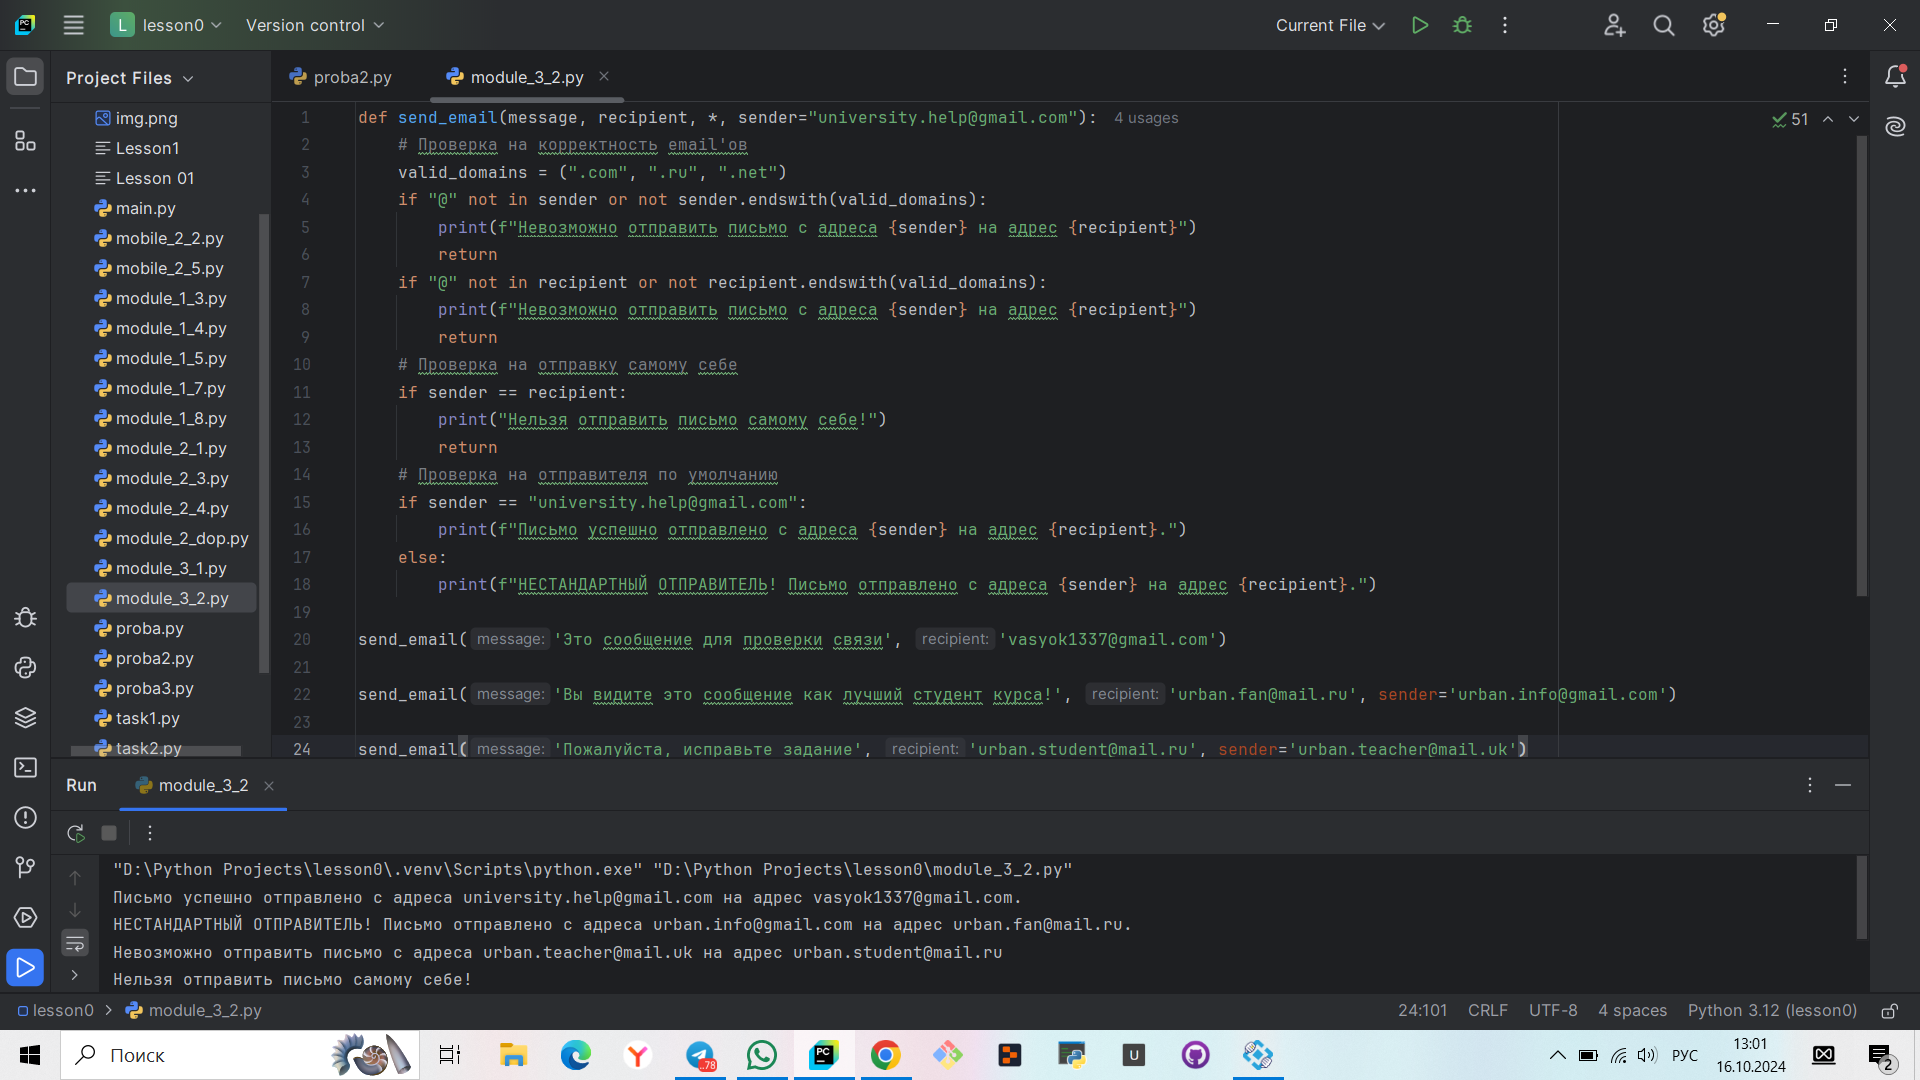 L lesson0 Version control Current File
Project Files
proba2.py module_3_2.py
img.png
Lesson1
Lesson 01
main.py
mobile_2_2.py
mobile_2_5.py
module_1_3.py
module_1_4.py
module_1_5.py
module_1_7.py
module_1_8.py
module_2_1.py
module_2_3.py
module_2_4.py
module_2_dop.py
module_3_1.py
module_3_2.py
proba.py
proba2.py
proba3.py
task1.py
task2.py
1 def send_email(message, recipient, *, sender="university.help@gmail.com"): 4 usages
51
2 # Проверка на корректность email'ов
3 valid_domains = (".com", ".ru", ".net")
4 if "@" not in sender or not sender.endswith(valid_domains):
5 print(f"Невозможно отправить письмо с адреса {sender} на адрес {recipient}")
6 return
7 if "@" not in recipient or not recipient.endswith(valid_domains):
8 print(f"Невозможно отправить письмо с адреса {sender} на адрес {recipient}")
9 return
10 # Проверка на отправку самому себе
11 if sender == recipient:
12 print("Нельзя отправить письмо самому себе!")
13 return
14 # Проверка на отправителя по умолчанию
15 if sender == "university.help@gmail.com":
16 print(f"Письмо успешно отправлено с адреса {sender} на адрес {recipient}.")
17 else:
18 print(f"НЕСТАНДАРТНЫЙ ОТПРАВИТЕЛЬ! Письмо отправлено с адреса {sender} на адрес {recipient}.")
19
20 send_email( message: 'Это сообщение для проверки связи', recipient: 'vasyok1337@gmail.com')
21
22 send_email( message: 'Вы видите это сообщение как лучший студент курса!', recipient: 'urban.fan@mail.ru', sender='urban.info@gmail.com')
23
24 send_email( message: 'Пожалуйста, исправьте задание', recipient: 'urban.student@mail.ru', sender='urban.teacher@mail.uk')
Run module_3_2
"D:\Python Projects\lesson0\.venv\Scripts\python.exe" "D:\Python Projects\lesson0\module_3_2.py"
Письмо успешно отправлено с адреса university.help@gmail.com на адрес vasyok1337@gmail.com.
НЕСТАНДАРТНЫЙ ОТПРАВИТЕЛЬ! Письмо отправлено с адреса urban.info@gmail.com на адрес urban.fan@mail.ru.
Невозможно отправить письмо с адреса urban.teacher@mail.uk на адрес urban.student@mail.ru
Нельзя отправить письмо самому себе!
lesson0 > module_3_2.py 24:101 CRLF UTF-8 4 spaces Python 3.12 (lesson0)
Поиск
РУС
13:01
16.10.2024
2